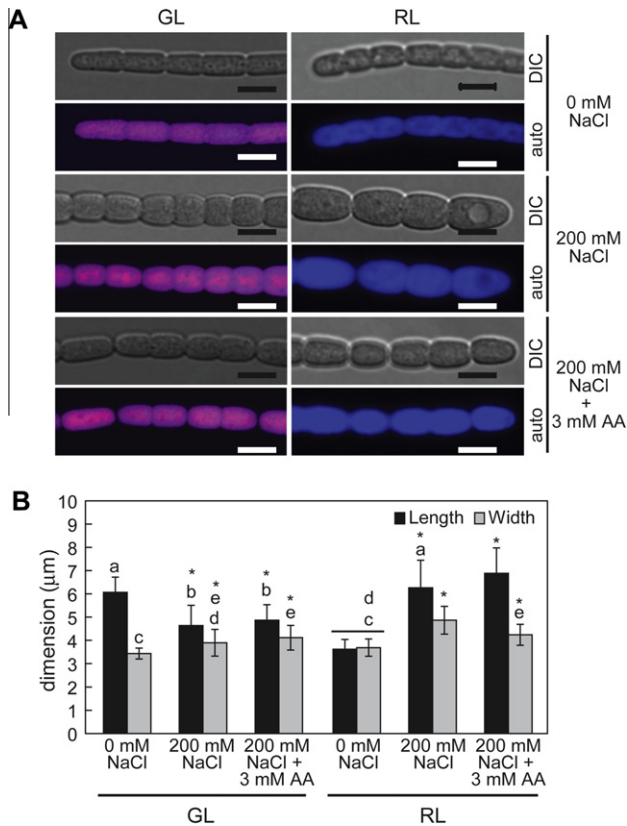 A
GL
RL
DIC
auto
0 mM
NaCl
DIC
auto
200 mM
NaCl
DIC
auto
200 mM
NaCl
+
3 mM AA
B
10
9
8
7
6
5
4
3
2
1
0
dimension (μm)
Length
Width
a
c
*
b
*
e
d
*
b
*
e
d
c
*
a
*
*
*
e
0 mM
NaCl
200 mM
NaCl
200 mM
NaCl +
3 mM AA
0 mM
NaCl
200 mM
NaCl
200 mM
NaCl +
3 mM AA
GL
RL